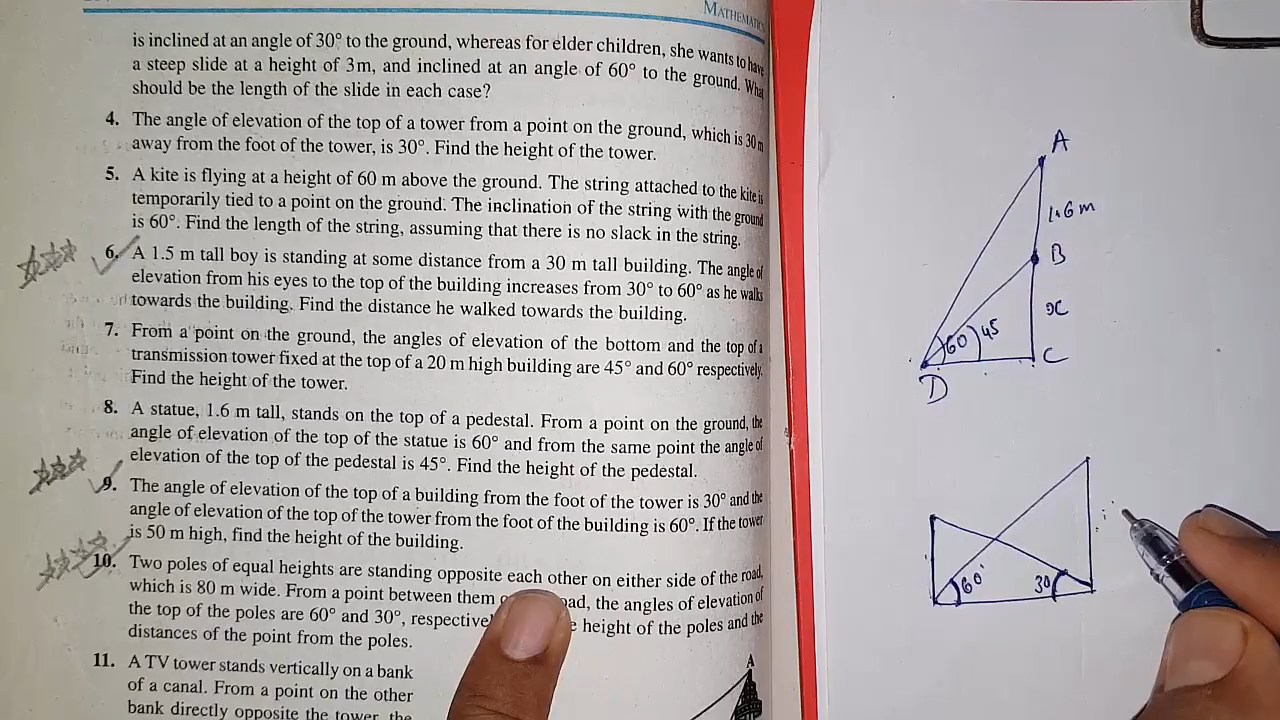 MATHEMATICS
is inclined at an angle of 30° to the ground, whereas for elder children, she wants to have
a steep slide at a height of 3m, and inclined at an angle of 60° to the ground. What
should be the length of the slide in each case?
4. The angle of elevation of the top of a tower from a point on the ground, which is 30 m
away from the foot of the tower, is 30°. Find the height of the tower.
5. A kite is flying at a height of 60 m above the ground. The string attached to the kite is
temporarily tied to a point on the ground. The inclination of the string with the ground
is 60°. Find the length of the string, assuming that there is no slack in the string.
6. A 1.5 m tall boy is standing at some distance from a 30 m tall building. The angle of
elevation from his eyes to the top of the building increases from 30° to 60° as he walks
towards the building. Find the distance he walked towards the building.
7. From a point on the ground, the angles of elevation of the bottom and the top of a
transmission tower fixed at the top of a 20 m high building are 45° and 60° respectively.
Find the height of the tower.
8. A statue, 1.6 m tall, stands on the top of a pedestal. From a point on the ground, the
angle of elevation of the top of the statue is 60° and from the same point the angle of
elevation of the top of the pedestal is 45°. Find the height of the pedestal.
9. The angle of elevation of the top of a building from the foot of the tower is 30° and the
angle of elevation of the top of the tower from the foot of the building is 60°. If the tower
is 50 m high, find the height of the building.
10. Two poles of equal heights are standing opposite each other on either side of the road,
which is 80 m wide. From a point between them road, the angles of elevation of
the top of the poles are 60° and 30°, height of the poles and the
distances of the point from the poles.
11. A TV tower stands vertically on a bank
of a canal. From a point on the other
bank directly opposite the tower, the
A
A
1.6 m
B
x
60 45
C
D
60°
30